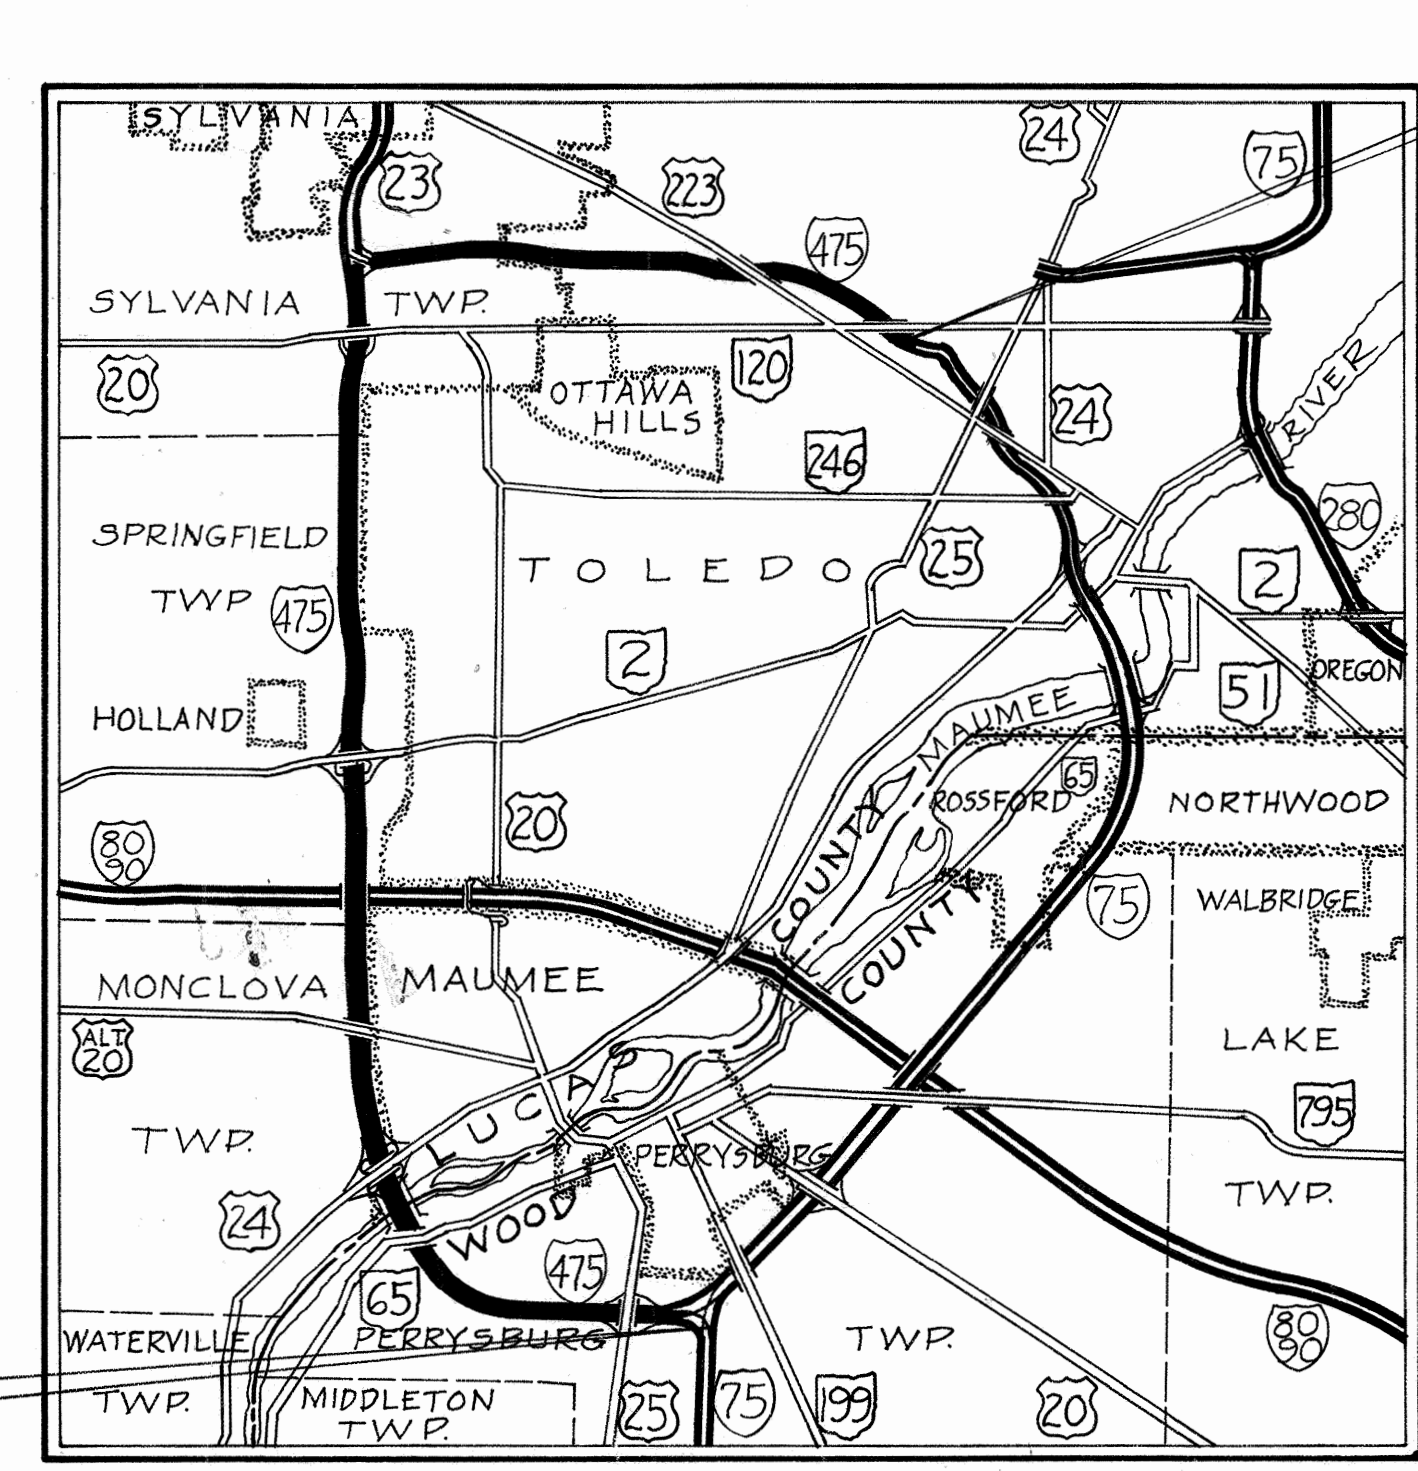 SYLVANIA
24
75
23
223
475
SYLVANIA TWP.
20
120
OTTAWA
HILLS
24
RIVER
246
280
SPRINGFIELD
TWP
475
TOLEDO
25
2
2
51
OREGON
HOLLAND
MAUMEE
65
ROSSFORD
NORTHWOOD
20
80
90
COUNTY
COUNTY
75
WALBRIDGE
MONCLOVA
MAUMEE
ALT.
20
LAKE
795
TWP.
LUCAS
PERRYSBURG
TWP.
24
WOOD
475
65
80
90
WATERVILLE
PERRYSBURG
TWP.
TWP.
MIDDLETON
TWP.
25
75
199
20